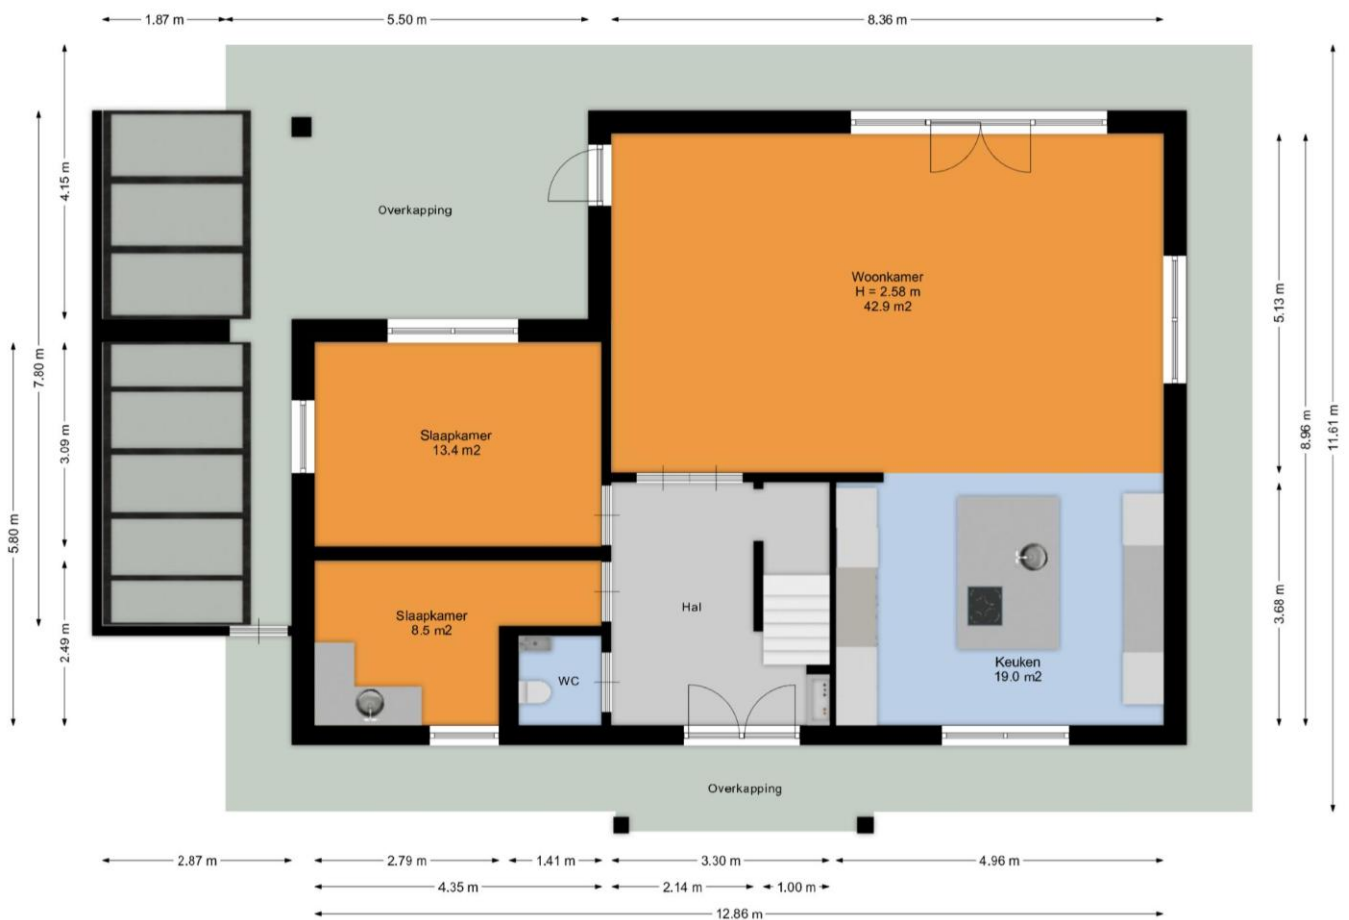 1.87 m
5.50 m
8.36 m
4.15 m
7.80 m
3.09 m
5.80 m
2.49 m
Overkapping
Woonkamer
H = 2.58 m
42.9 m2
5.13 m
8.96 m
11.61 m
3.68 m
Slaapkamer
13.4 m2
Slaapkamer
8.5 m2
Hal
WC
Keuken
19.0 m2
Overkapping
2.87 m
2.79 m
1.41 m
3.30 m
4.96 m
4.35 m
2.14 m
1.00 m
12.86 m